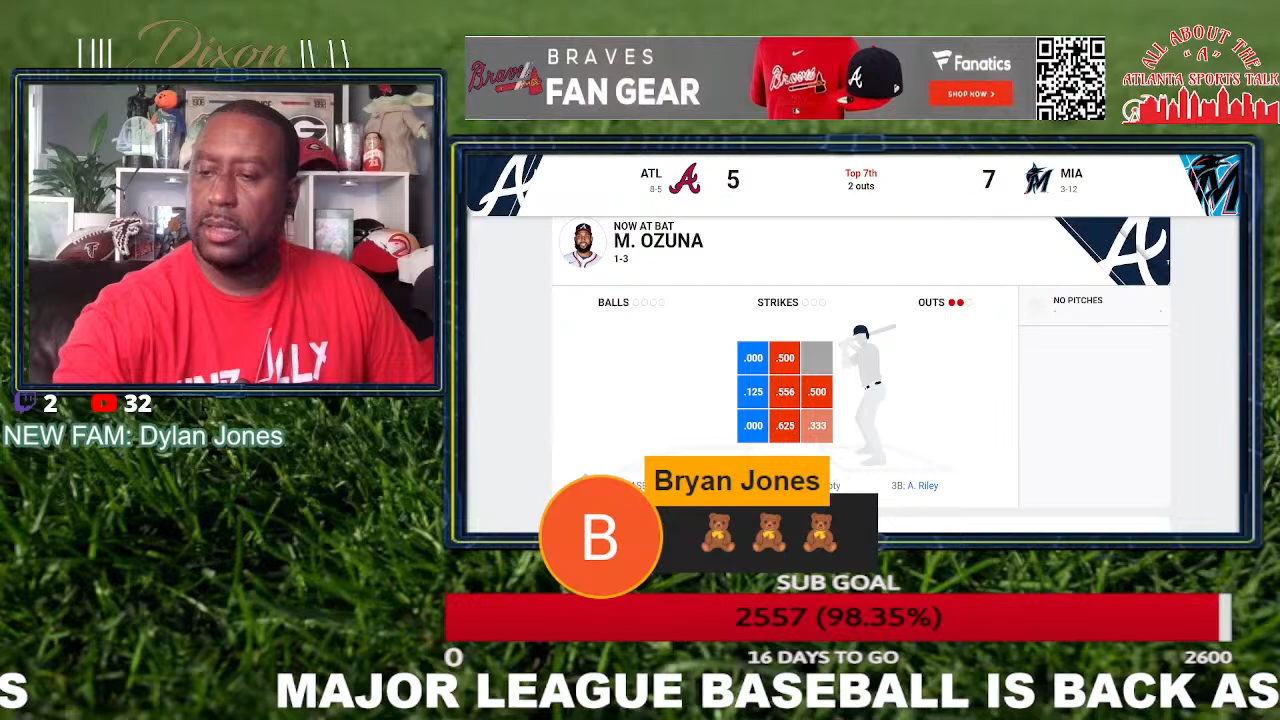 Dixon
BRAVES
FAN GEAR
Braves
Braves
A
Fanatics
SHOP NOW >
ALL ABOUT THE
"A"
ATLANTA SPORTS TALK
ATL
8-5
5
Top 7th
2 outs
7
MIA
3-12
NOW AT BAT
M. OZUNA
1-3
BALLS
STRIKES
OUTS
NO PITCHES
.000 .500
.125 .556 .500
.000 .625 .333
3B: A. Riley
2
32
NEW FAM: Dylan Jones
Bryan Jones
B
SUB GOAL
2557 (98.35%)
0
16 DAYS TO GO
2600
S
MAJOR LEAGUE BASEBALL IS BACK AS